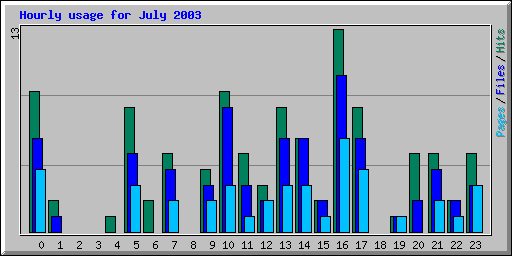 Hourly usage for July 2003
13
Pages/Files/Hits
0 1 2 3 4 5 6 7 8 9 10 11 12 13 14 15 16 17 18 19 20 21 22 23